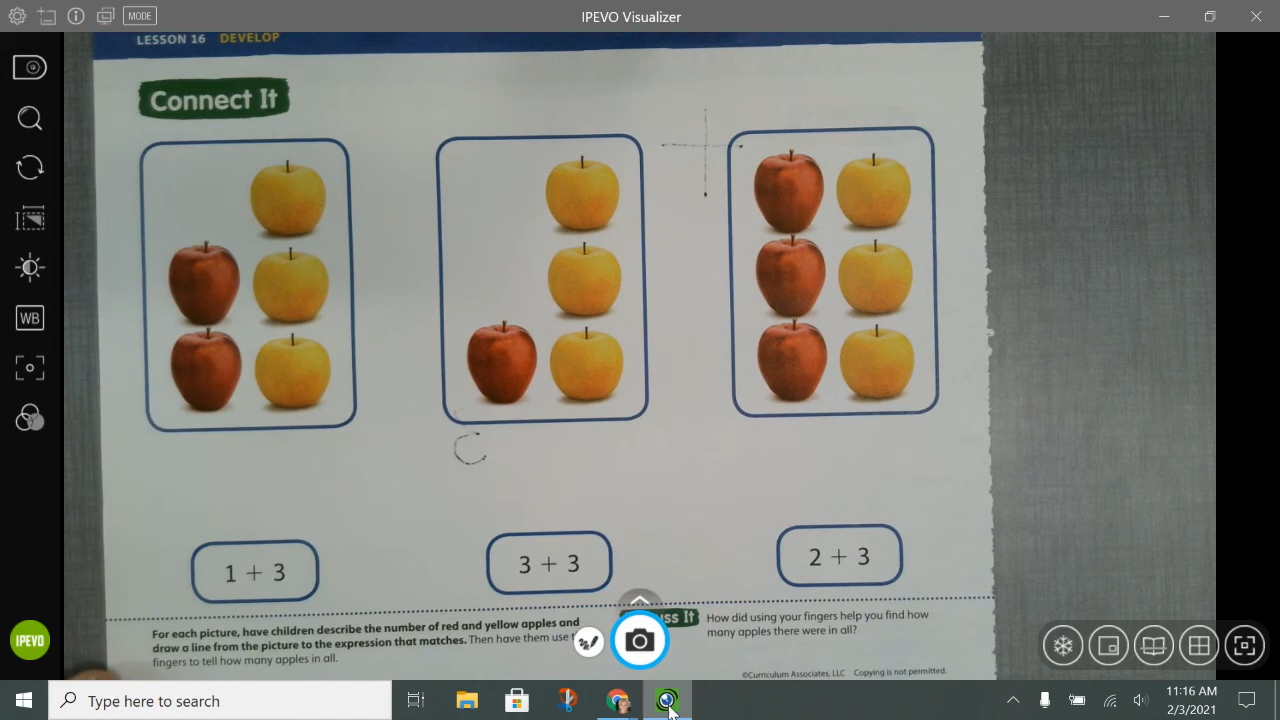 MODE
IPEVO Visualizer
LESSON 16 DEVELOP
Connect It
WB
C
1 + 3
3 + 3
2 + 3
For each picture, have children describe the number of red and yellow apples and
draw a line from the picture to the expression that matches. Then have them use
fingers to tell how many apples in all.
uss It
How did using your fingers help you find how
many apples there were in all?
©Curriculum Associates, LLC Copying is not permitted.
IPEVO
Type here to search
11:16 AM
2/3/2021